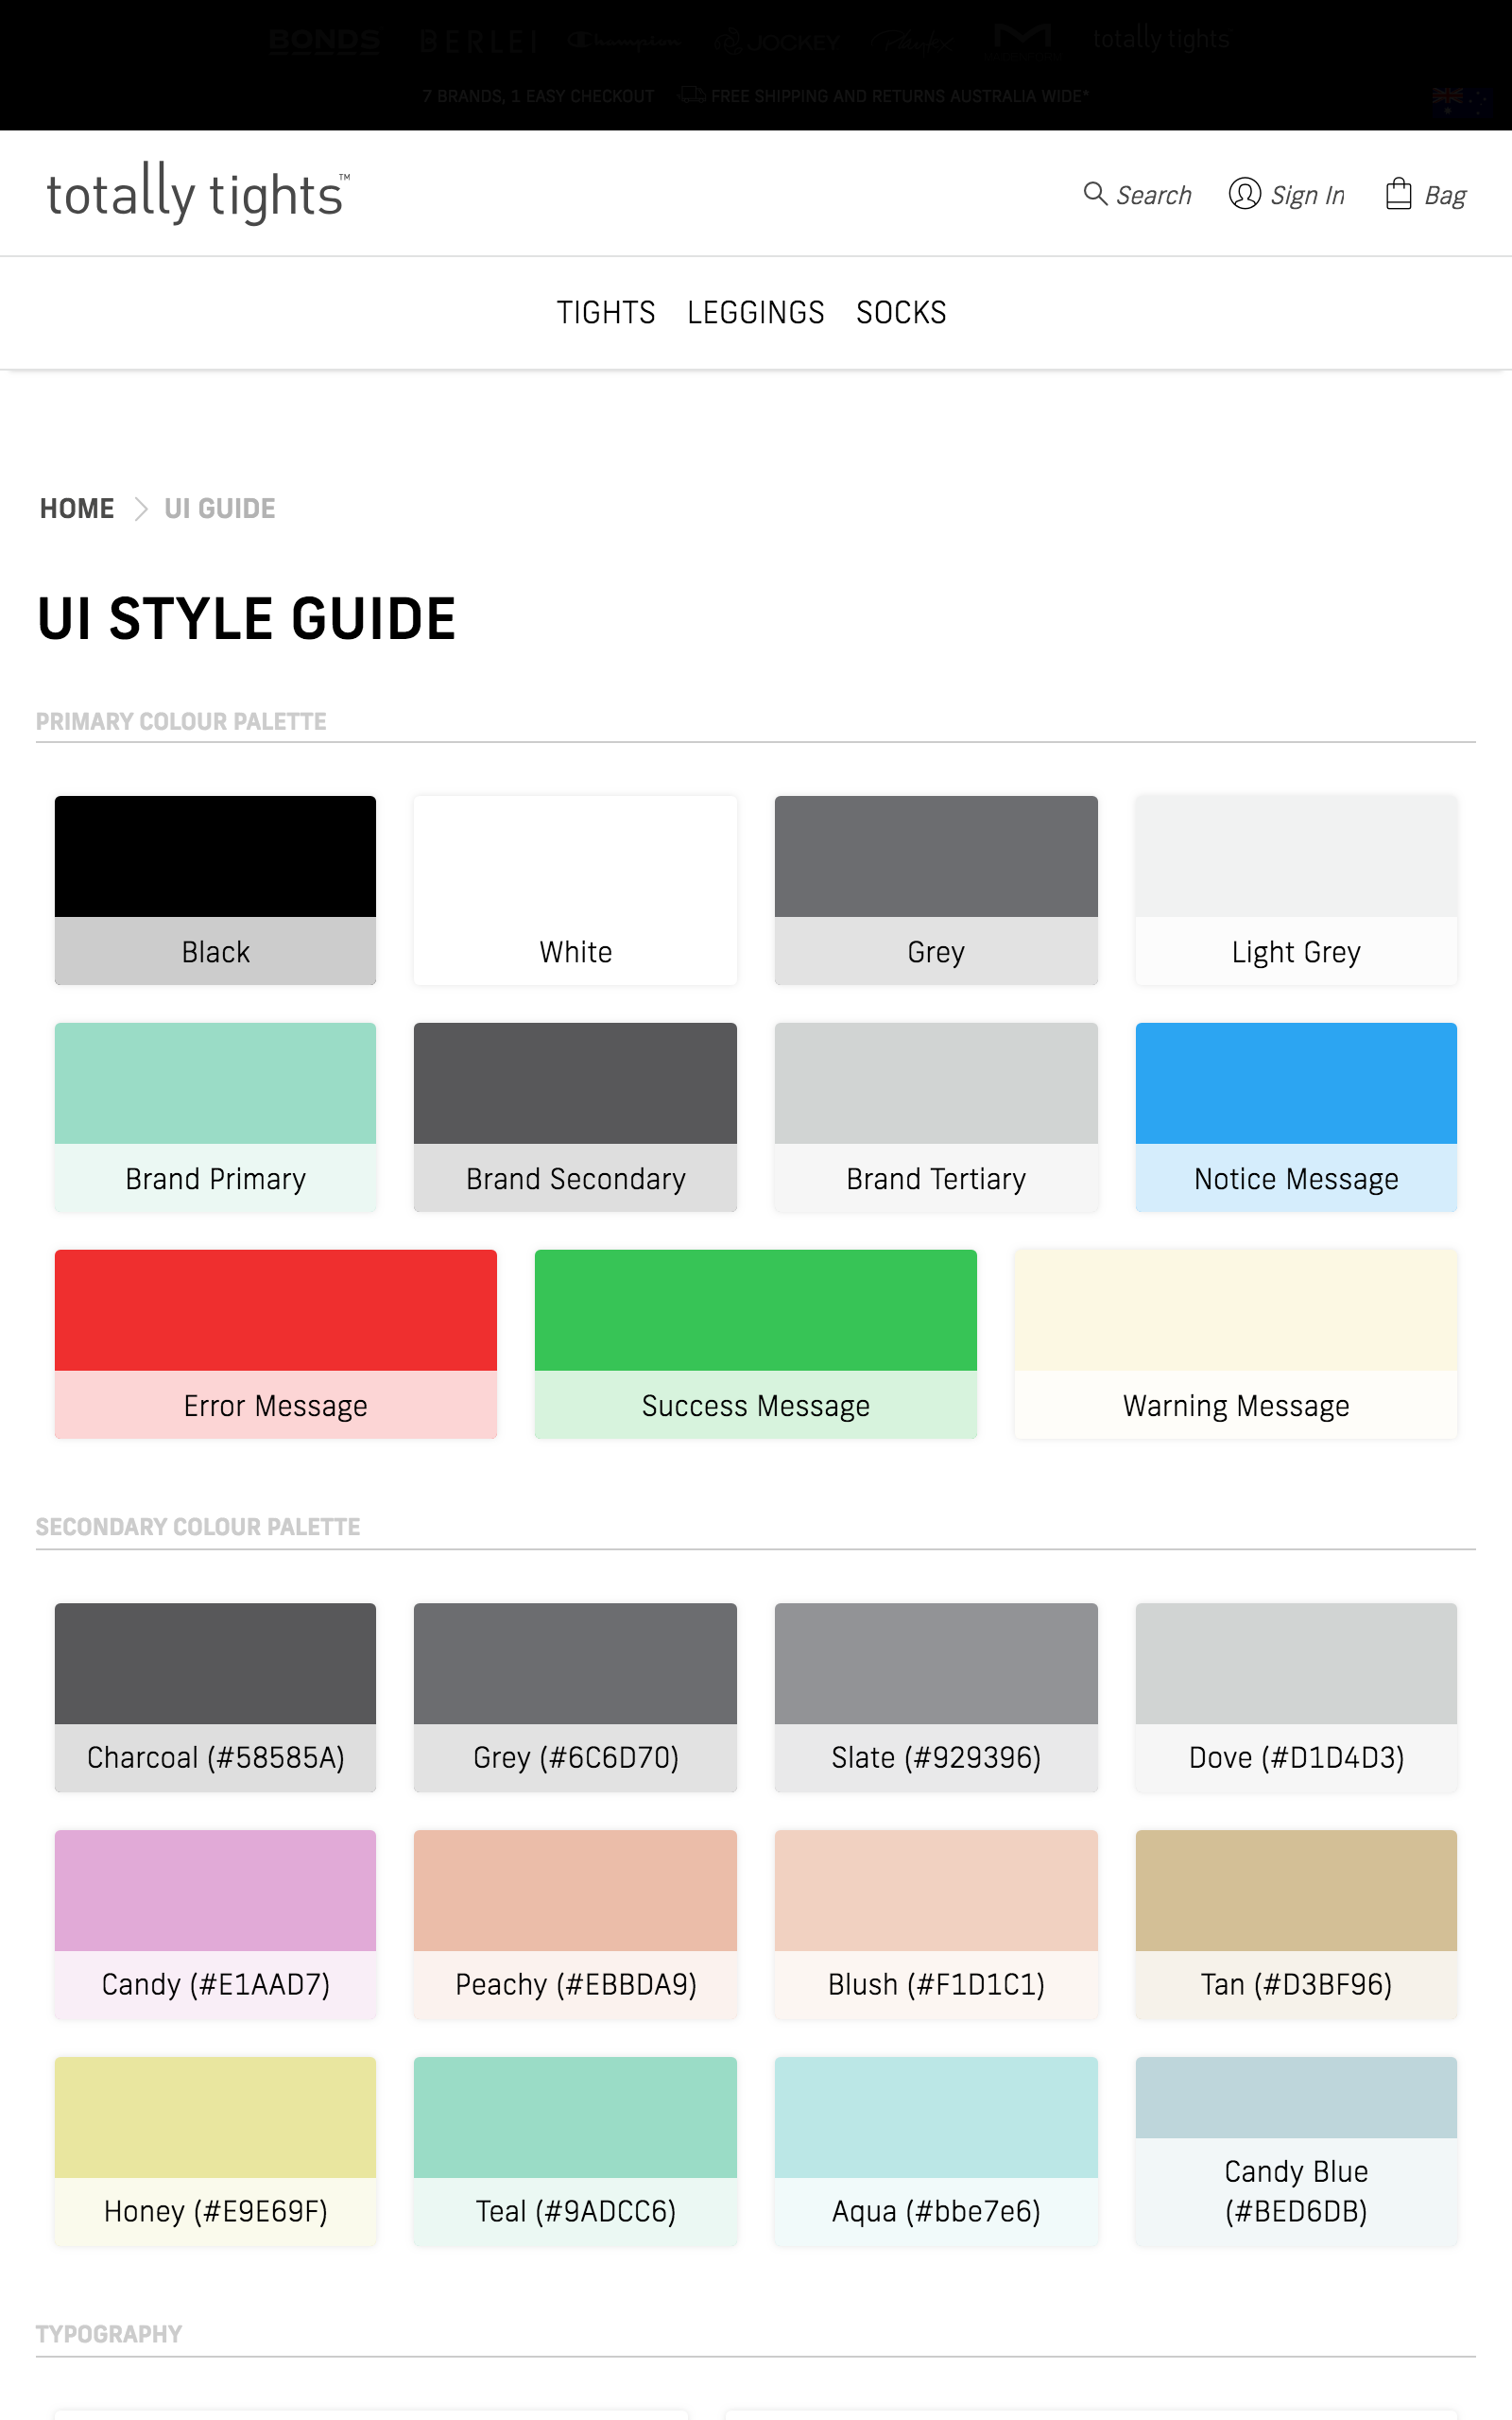 BONDS BERLEI Champion JOCKEY Playtex totally tights
7 BRANDS, 1 EASY CHECKOUT FREE SHIPPING AND RETURNS AUSTRALIA WIDE*
totally tights™ Search Sign In Bag
TIGHTS LEGGINGS SOCKS
HOME UI GUIDE
UI STYLE GUIDE
PRIMARY COLOUR PALETTE
Black White Grey Light Grey
Brand Primary Brand Secondary Brand Tertiary Notice Message
Error Message Success Message Warning Message
SECONDARY COLOUR PALETTE
Charcoal (#58585A) Grey (#6C6D70) Slate (#929396) Dove (#D1D4D3)
Candy (#E1AAD7) Peachy (#EBBDA9) Blush (#F1D1C1) Tan (#D3BF96)
Honey (#E9E69F) Teal (#9ADCC6) Aqua (#bbe7e6) Candy Blue
(#BED6DB)
TYPOGRAPHY